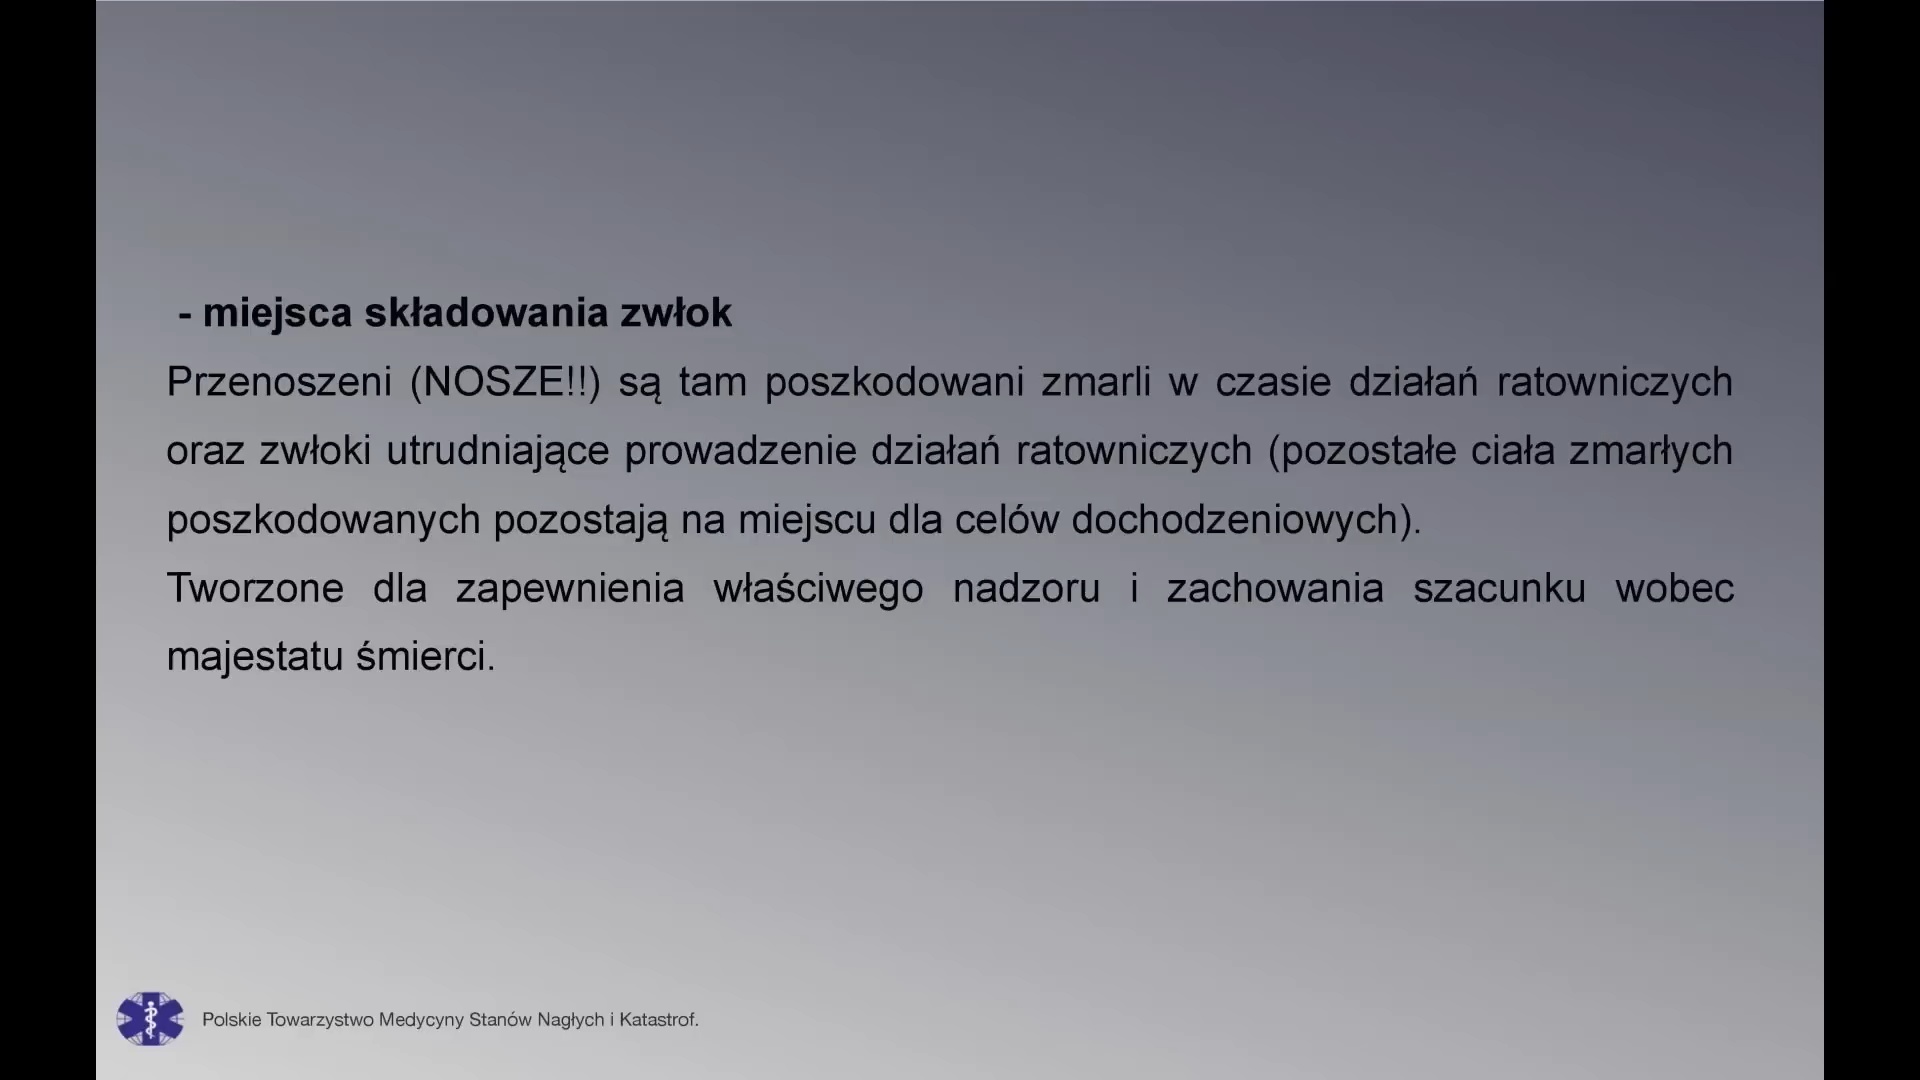 - miejsca składowania zwłok
Przenoszeni (NOSZE!!) są tam poszkodowani zmarli w czasie działań ratowniczych
oraz zwłoki utrudniające prowadzenie działań ratowniczych (pozostałe ciała zmarłych
poszkodowanych pozostają na miejscu dla celów dochodzeniowych).
Tworzone dla zapewnienia właściwego nadzoru i zachowania szacunku wobec
majestatu śmierci.
Polskie Towarzystwo Medycyny Stanów Nagłych i Katastrof.